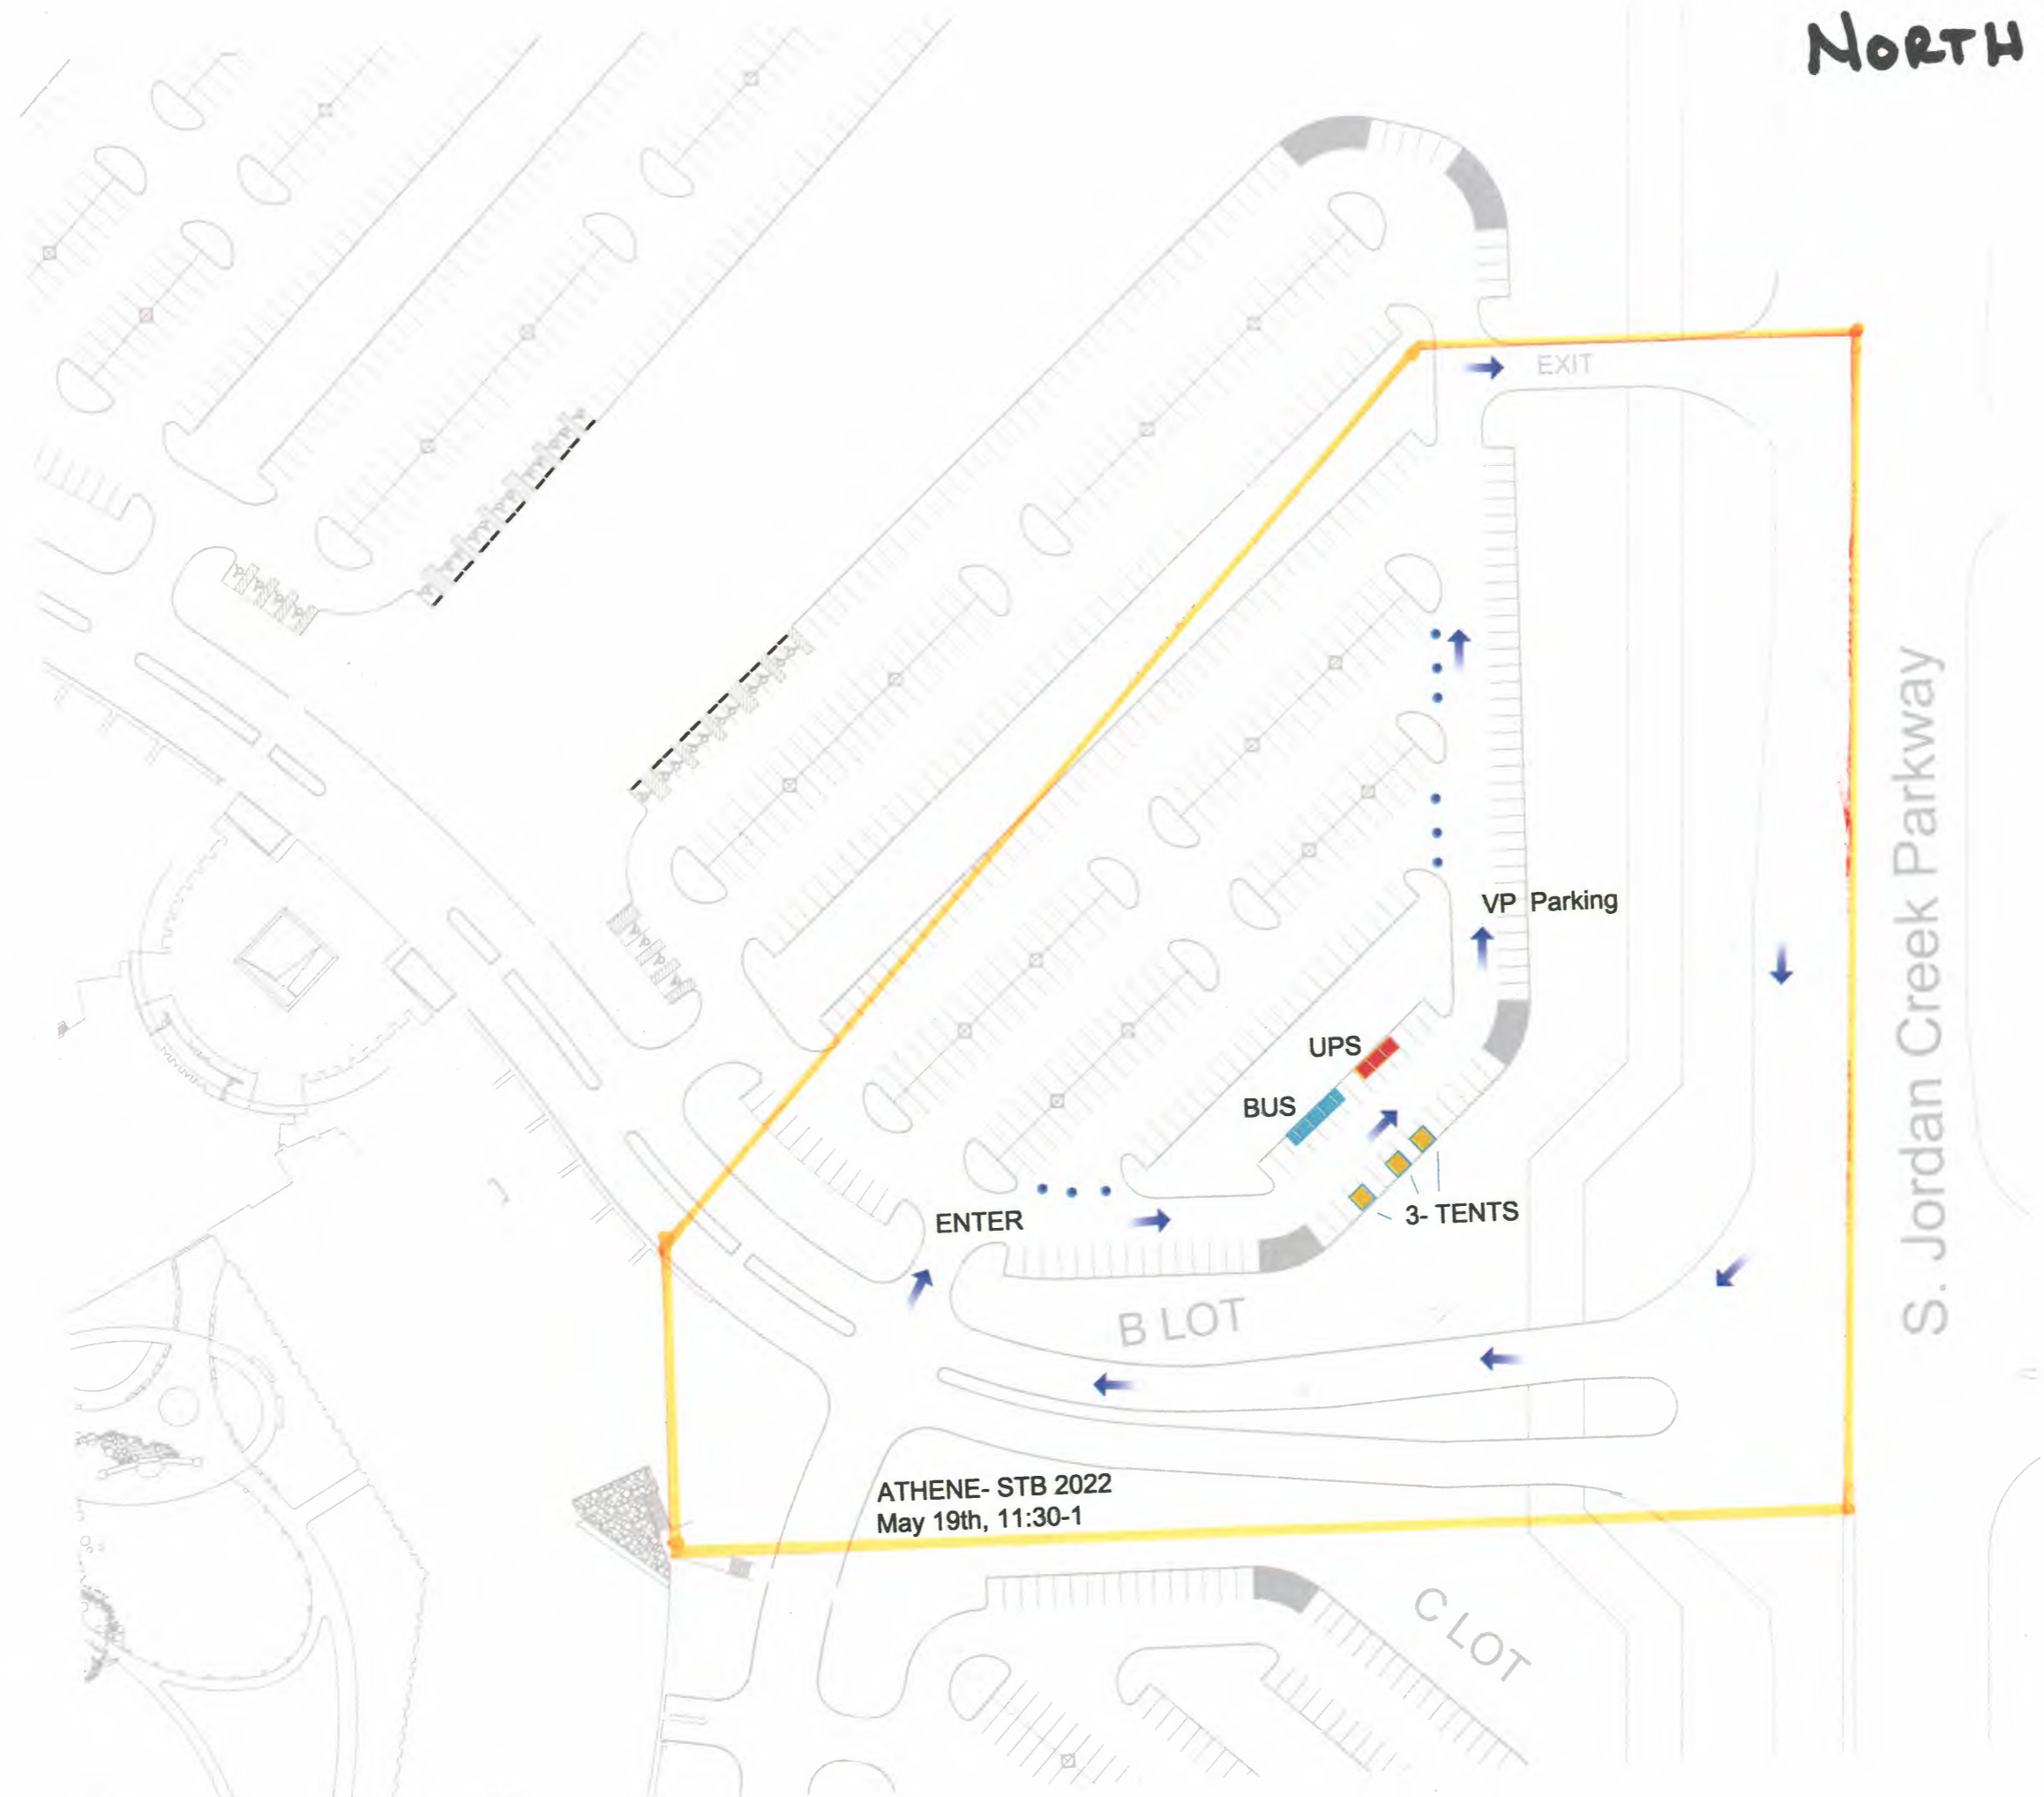 NORTH
EXIT
S. Jordan Creek Parkway
VP Parking
UPS
BUS
3- TENTS
ENTER
B LOT
ATHENE- STB 2022
May 19th, 11:30-1
C LOT